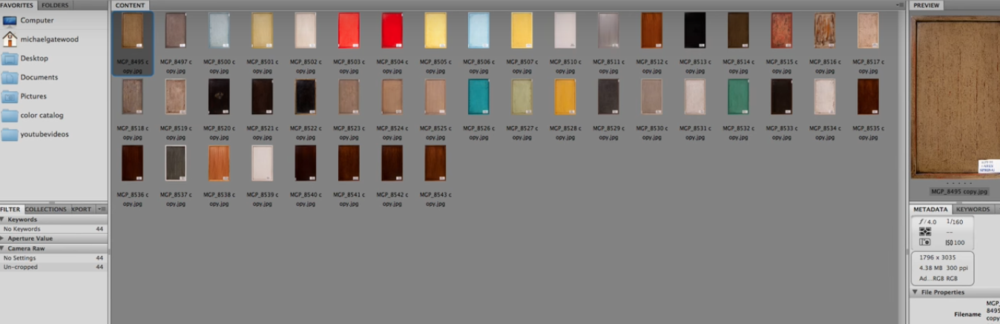 FAVORITES FOLDERS
Computer
michaelgatewood
Desktop
Documents
Pictures
color catalog
youtubevideos
FILTER COLLECTIONS XPORT
Keywords
No Keywords 44
Aperture Value
Camera Raw
No Settings 44
Un-cropped 44
CONTENT
MGP_8495 c MGP_8497 c MGP_8500 c MGP_8501 c MGP_8502 c MGP_8503 c MGP_8504 c MGP_8505 c MGP_8506 c MGP_8507 c MGP_8510 c MGP_8511 c MGP_8512 c MGP_8513 c MGP_8514 c MGP_8515 c MGP_8516 c MGP_8517 c
opy.jpg opy.jpg opy.jpg opy.jpg opy.jpg opy.jpg opy.jpg opy.jpg opy.jpg opy.jpg opy.jpg opy.jpg opy.jpg opy.jpg opy.jpg opy.jpg opy.jpg opy.jpg
MGP_8518 c MGP_8519 c MGP_8520 c MGP_8521 c MGP_8522 c MGP_8523 c MGP_8524 c MGP_8525 c MGP_8526 c MGP_8527 c MGP_8528 c MGP_8529 c MGP_8530 c MGP_8531 c MGP_8532 c MGP_8533 c MGP_8534 c MGP_8535 c
opy.jpg opy.jpg opy.jpg opy.jpg opy.jpg opy.jpg opy.jpg opy.jpg opy.jpg opy.jpg opy.jpg opy.jpg opy.jpg opy.jpg opy.jpg opy.jpg opy.jpg opy.jpg
MGP_8536 c MGP_8537 c MGP_8538 c MGP_8539 c MGP_8540 c MGP_8541 c MGP_8542 c MGP_8543 c
opy.jpg opy.jpg opy.jpg opy.jpg opy.jpg opy.jpg opy.jpg opy.jpg
PREVIEW
SPRING
MGP_8495 copy.jpg
METADATA KEYWORDS
f/4.0 1/160
--
ISO 100
1796 x 3035
4.38 MB 300 ppi
Ad...RGB RGB
File Properties
MGP_
Filename 8495
copy